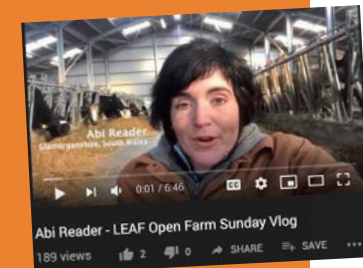 Abi Reader
Glamorganshire, South Wales
0:01 / 6:46
CC
Abi Reader - LEAF Open Farm Sunday Vlog
189 views 2 0 SHARE SAVE